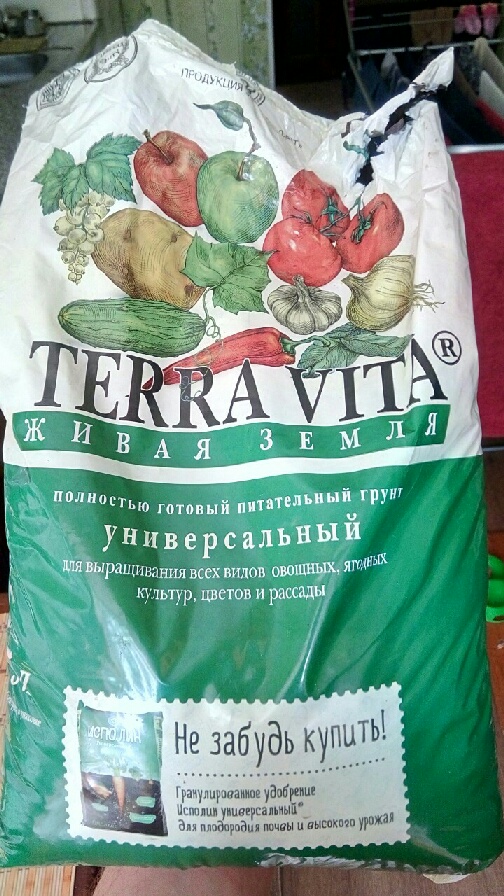 ПРОДУКЦИЯ
TERRA VITA®
ЖИВАЯ ЗЕМЛЯ
полностью готовый питательный грунт
универсальный
для выращивания всех видов овощных, ягодных
культур, цветов и рассады
исполин
Не забудь купить!
Гранулированное удобрение
Исполин универсальный®
для плодородия почвы и высокого урожая